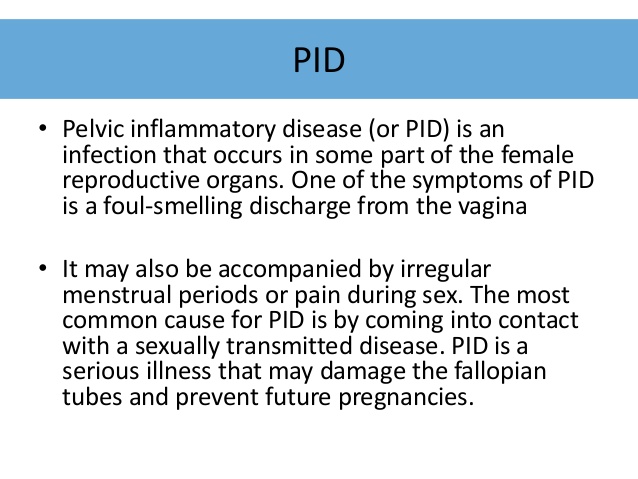 PID
• Pelvic inflammatory disease (or PID) is an
infection that occurs in some part of the female
reproductive organs. One of the symptoms of PID
is a foul-smelling discharge from the vagina
• It may also be accompanied by irregular
menstrual periods or pain during sex. The most
common cause for PID is by coming into contact
with a sexually transmitted disease. PID is a
serious illness that may damage the fallopian
tubes and prevent future pregnancies.